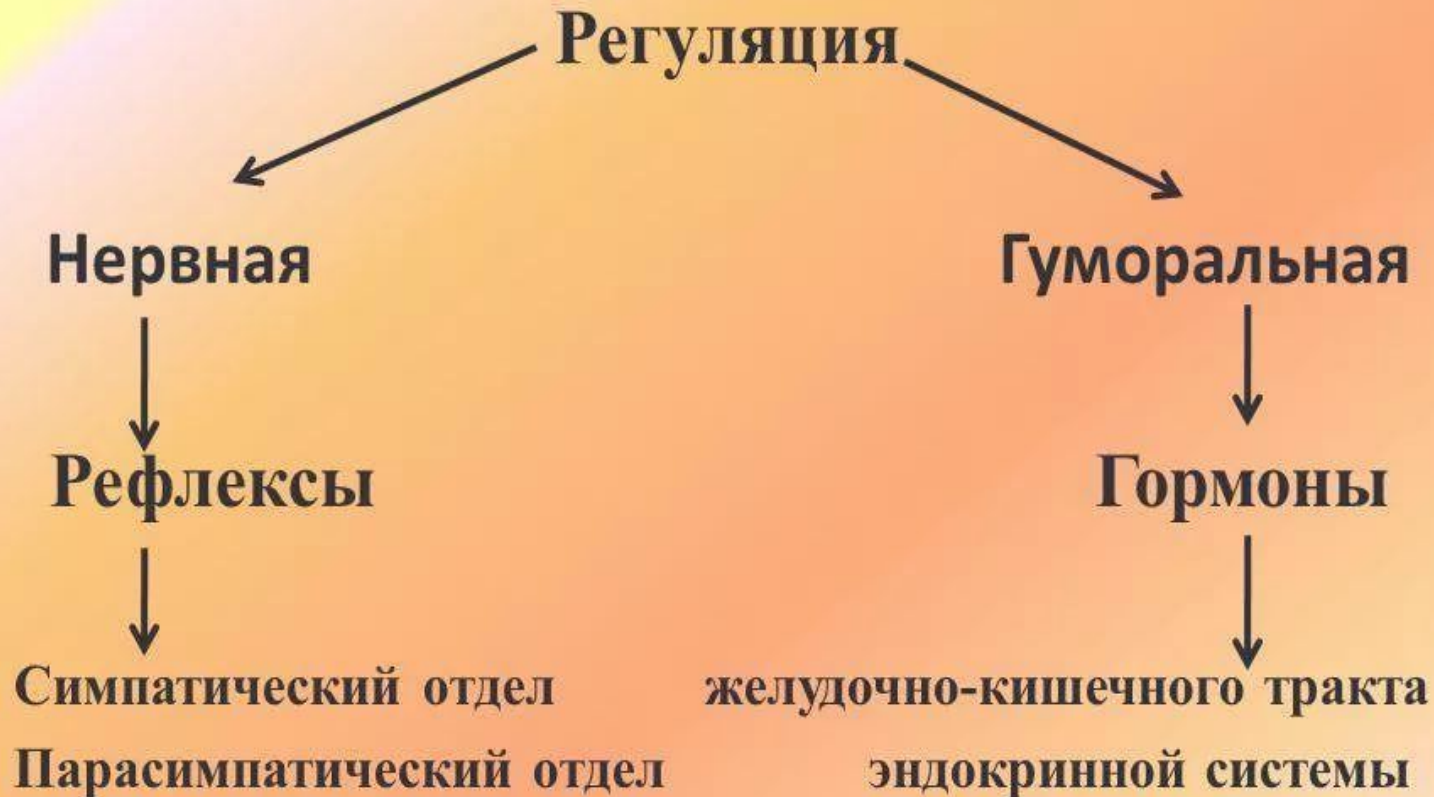 Регуляция
Нервная
Гуморальная
Рефлексы
Гормоны
Симпатический отдел
желудочно-кишечного тракта
Парасимпатический отдел
эндокринной системы